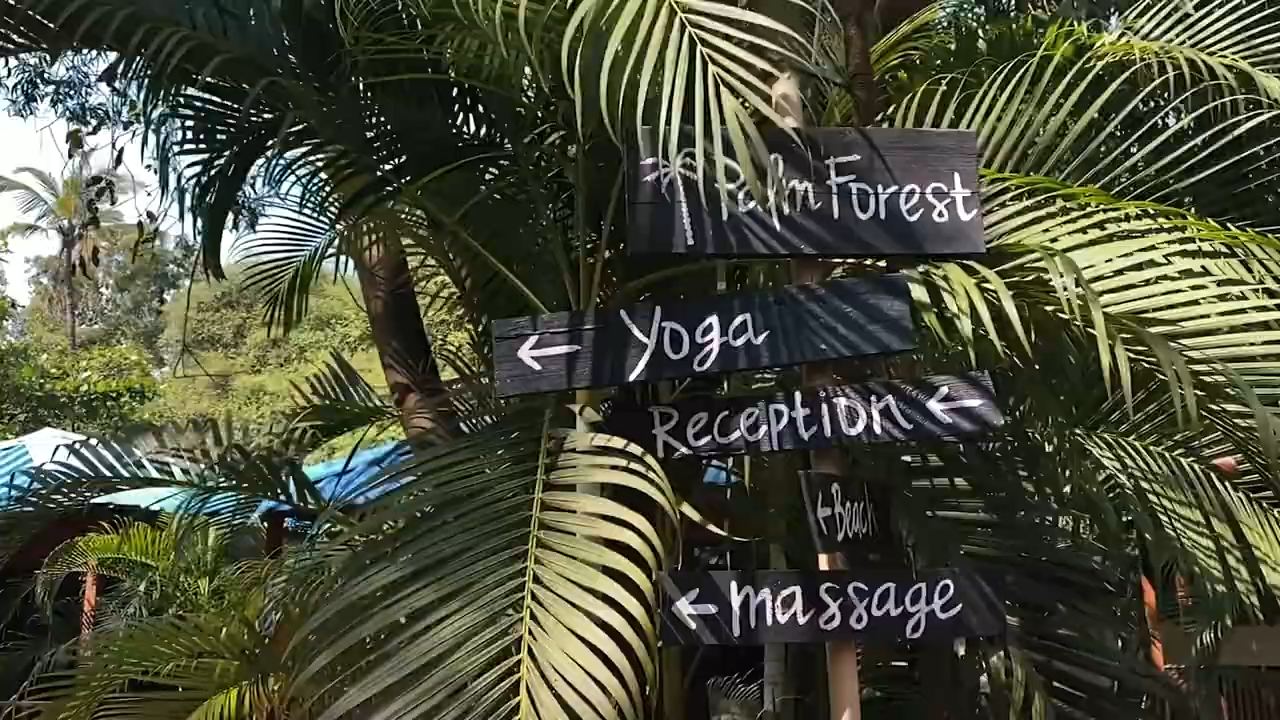 Palm Forest
← Yoga
Reception ←
← Beach
← massage